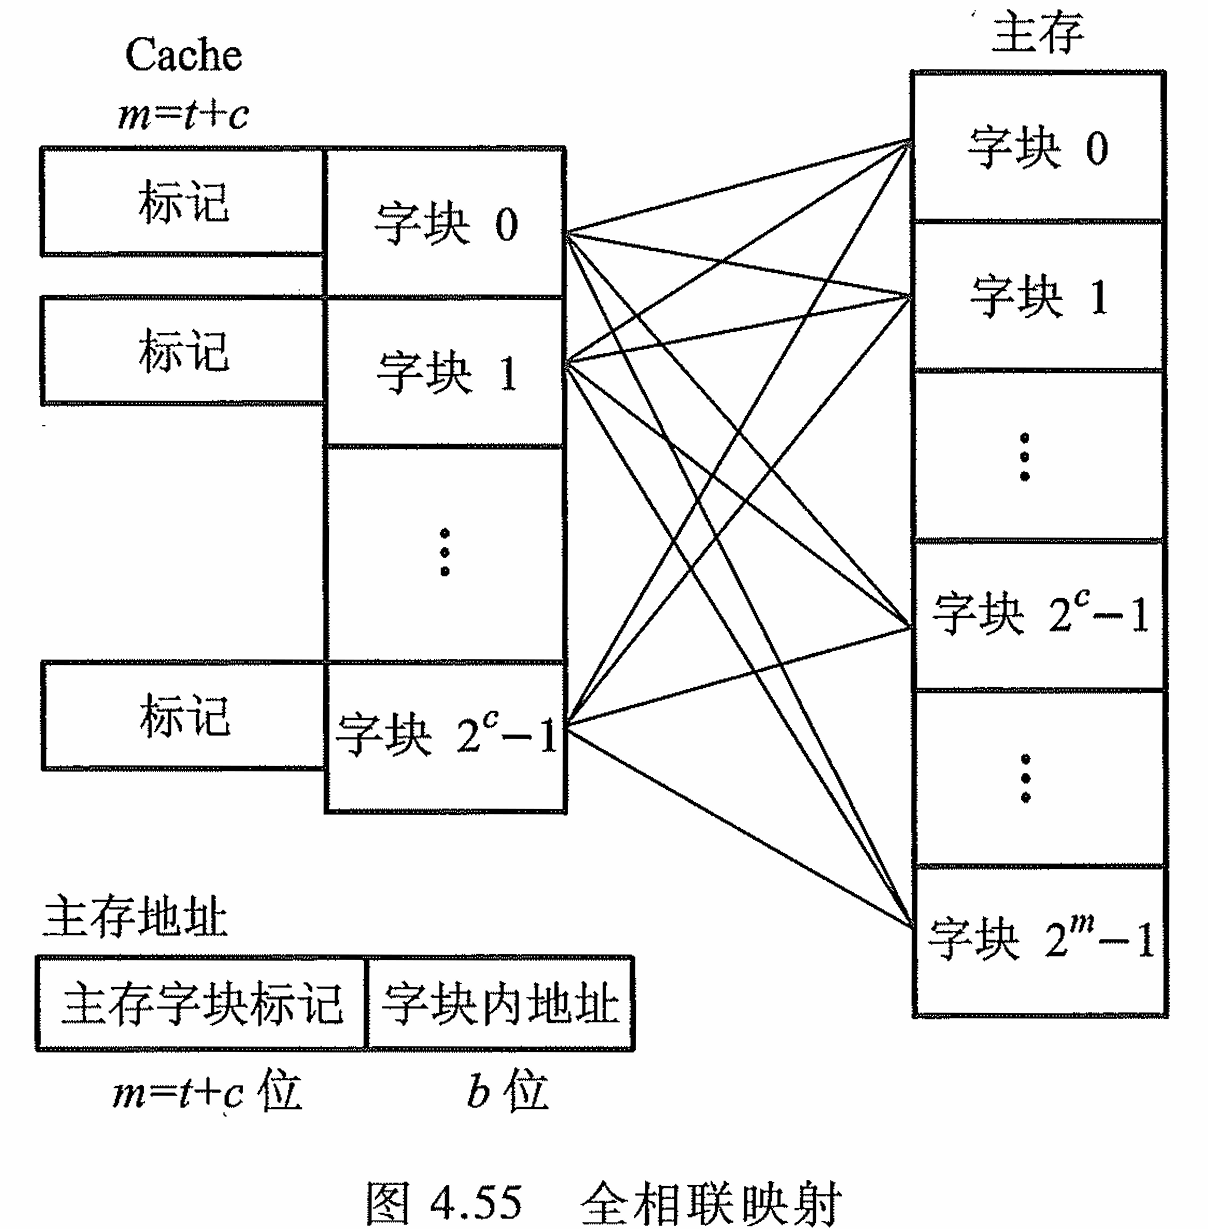 Cache
m=t+c
标记
字块 0
标记
字块 1
⋮
标记
字块 2^c−1
主存
字块 0
字块 1
⋮
字块 2^c−1
⋮
字块 2^m−1
主存地址
主存字块标记 字块内地址
m=t+c 位 b 位
图 4.55 全相联映射